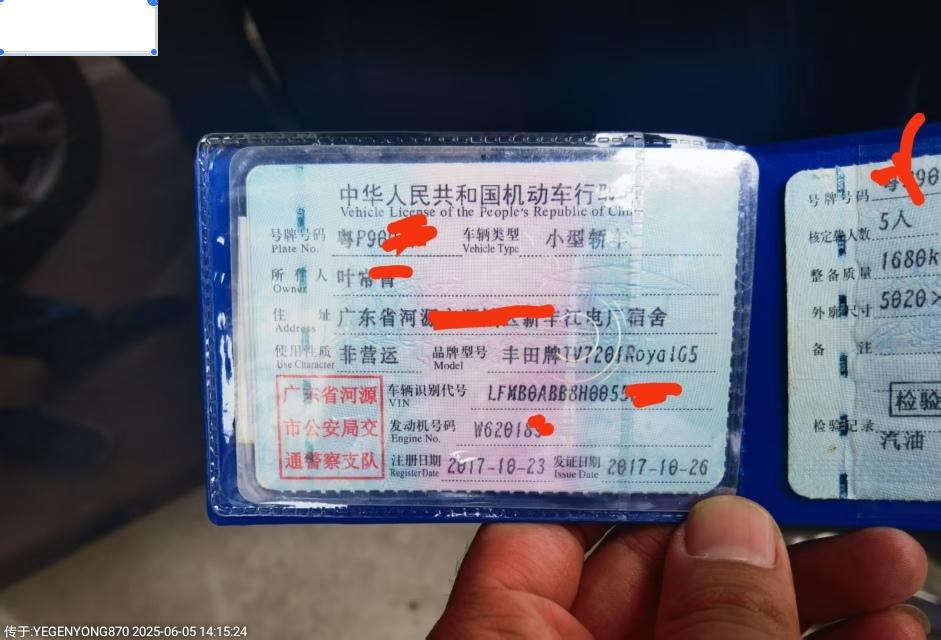 中华人民共和国机动车行
Vehicle License of the People's Republic of Chin
号牌号码 粤P90 车辆类型 小型轿车
Plate No. Vehicle Type
所有人 叶常
Owner
住址 广东省河源 新丰江电厂宿舍
Address
使用性质 非营运 品牌型号 丰田牌TV7201RoyalG5
Use Character Model
广东省河源
市公安局交
通警察支队
车辆识别代号 LFMB0ABB8H0055
VIN
发动机号码 W62018
Engine No.
注册日期 2017-10-23 发证日期 2017-10-26
Register Date Issue Date
号牌号码 90
核定载人数 5人
整备质量 1680k
外廓尺寸 5020×
备注
检验
检验记录
汽油
传于:YEGENYONG870 2025-06-05 14:15:24